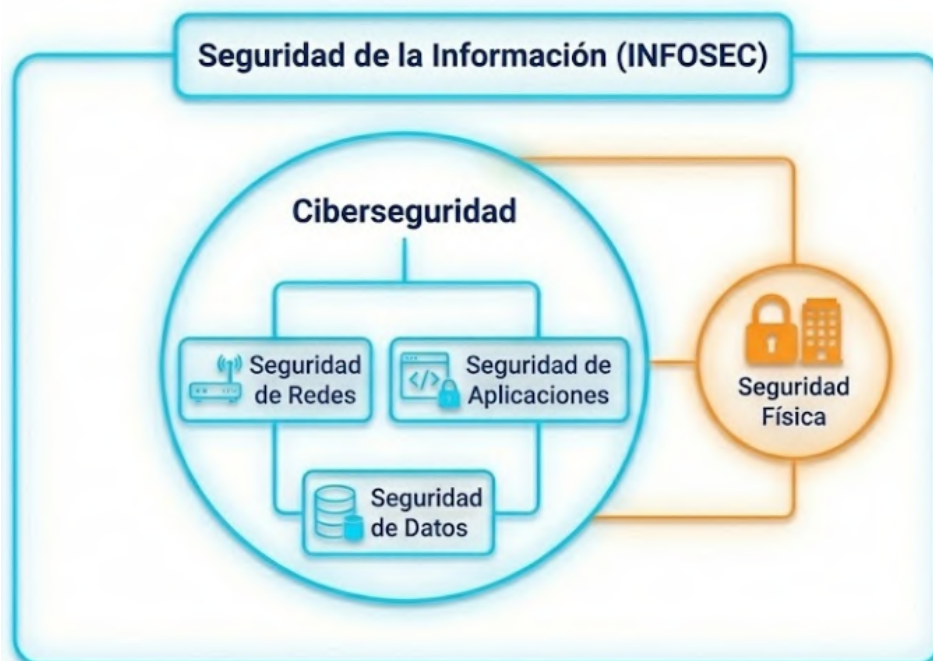 Seguridad de la Información (INFOSEC)
Ciberseguridad
Seguridad
de Redes
</>
Seguridad de
Aplicaciones
Seguridad
de Datos
Seguridad
Física